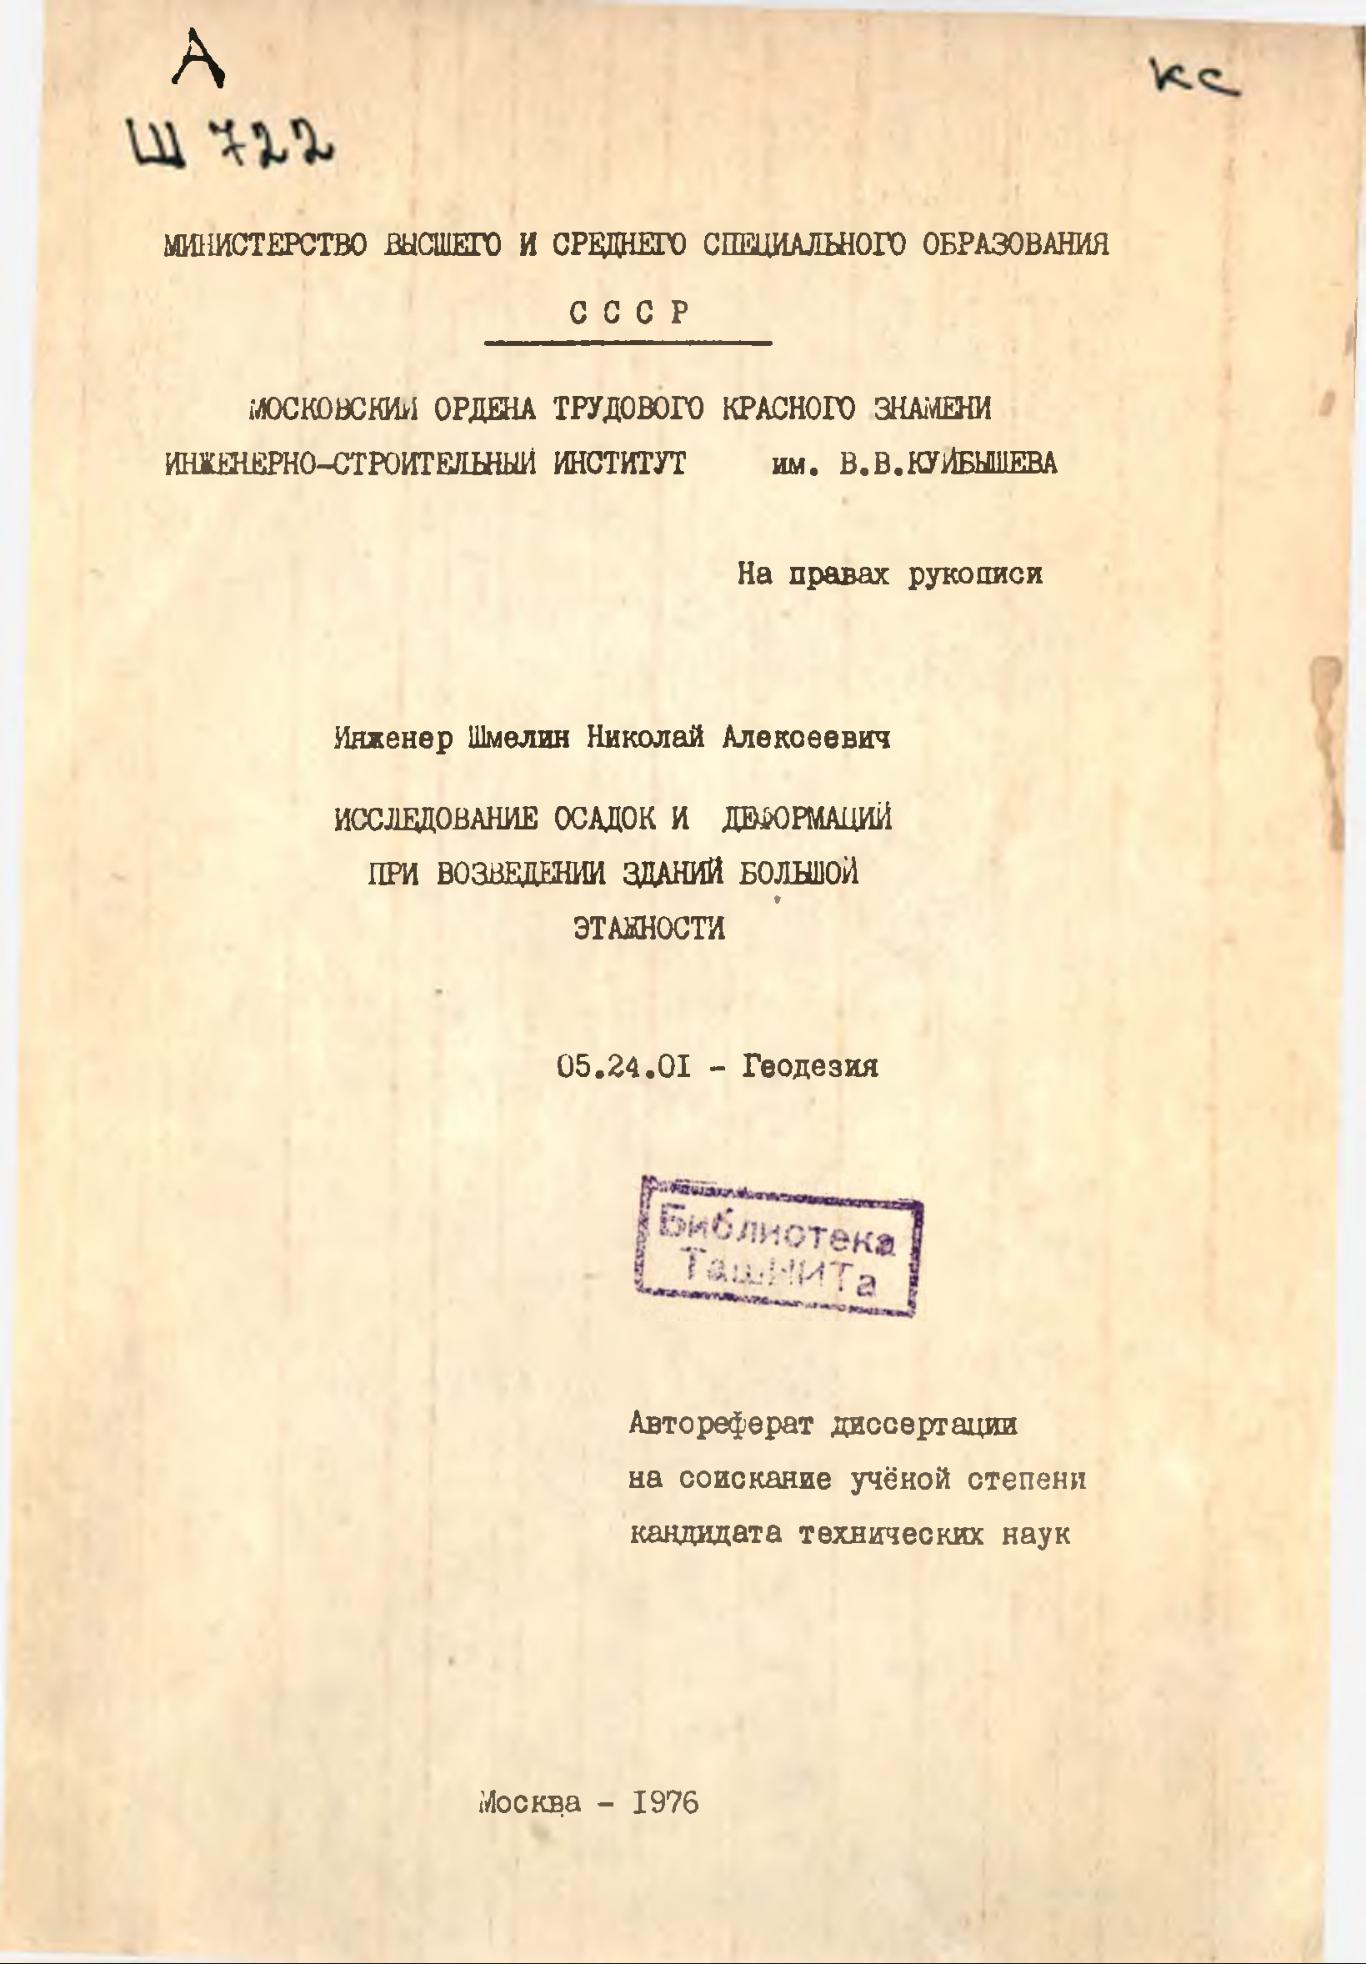 А
Ш 722
кс
МИНИСТЕРСТВО ВЫСШЕГО И СРЕДНЕГО СПЕЦИАЛЬНОГО ОБРАЗОВАНИЯ
С С С Р
МОСКОВСКИЙ ОРДЕНА ТРУДОВОГО КРАСНОГО ЗНАМЕНИ
ИНЖЕНЕРНО-СТРОИТЕЛЬНЫЙ ИНСТИТУТ им. В.В.КУЙБЫШЕВА
На правах рукописи
Инженер Шмелин Николай Алексеевич
ИССЛЕДОВАНИЕ ОСАДОК И ДЕФОРМАЦИЙ
ПРИ ВОЗВЕДЕНИИ ЗДАНИЙ БОЛЬШОЙ
ЭТАЖНОСТИ
05.24.01 - Геодезия
Библиотека
ТашИИТа
Автореферат диссертации
на соискание учёной степени
кандидата технических наук
Москва - 1976